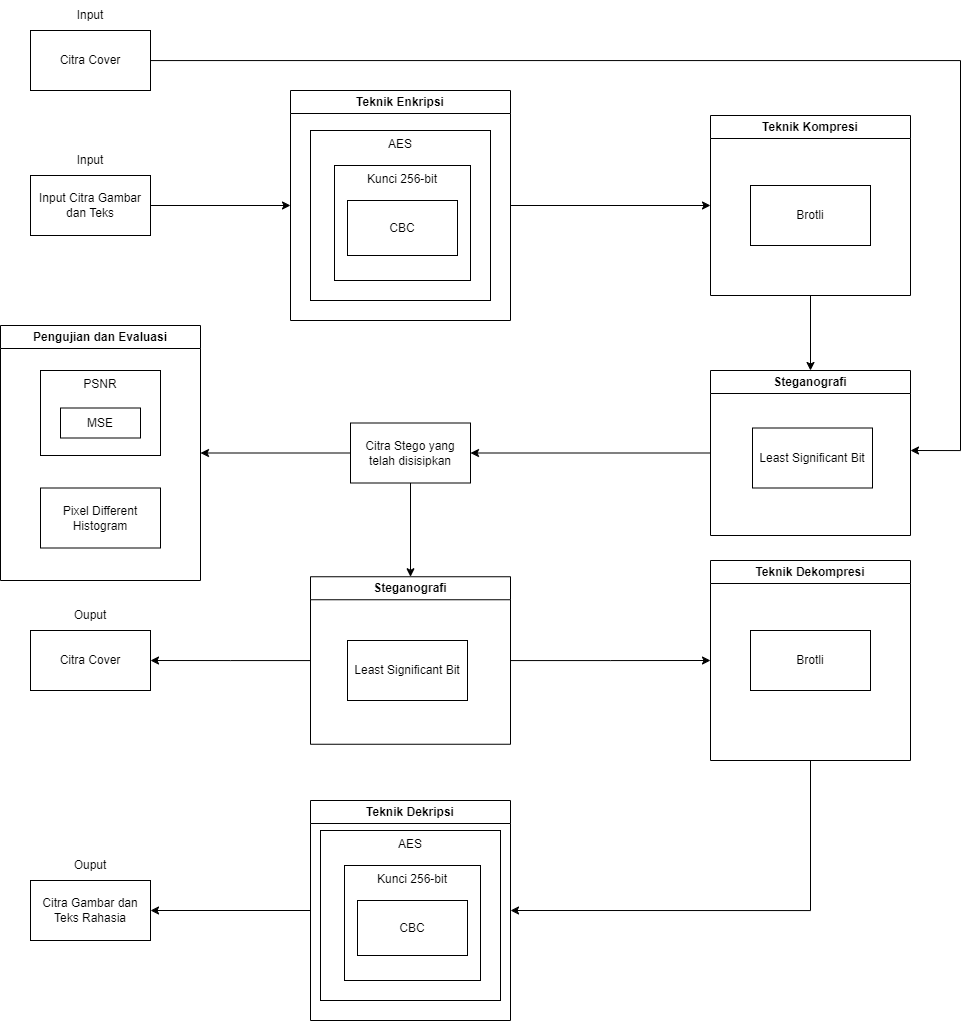 Input
Citra Cover
Teknik Enkripsi
AES
Kunci 256-bit
CBC
Teknik Kompresi
Brotli
Input
Input Citra Gambar
dan Teks
Pengujian dan Evaluasi
PSNR
MSE
Pixel Different
Histogram
Citra Stego yang
telah disisipkan
Steganografi
Least Significant Bit
Steganografi
Least Significant Bit
Teknik Dekompresi
Brotli
Ouput
Citra Cover
Teknik Dekripsi
AES
Kunci 256-bit
CBC
Ouput
Citra Gambar dan
Teks Rahasia